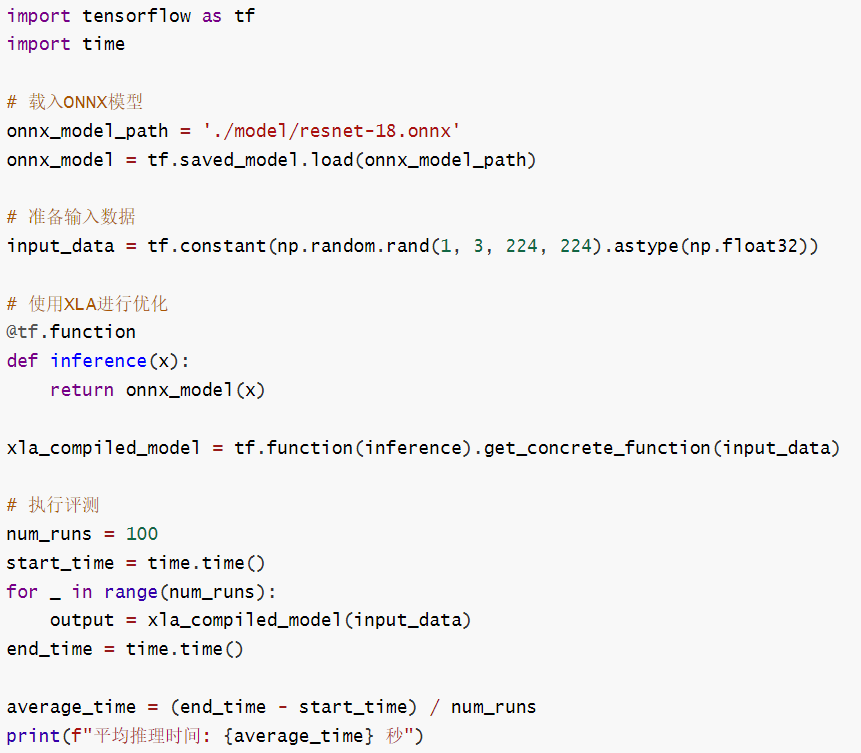 import tensorflow as tf
import time
# 载入ONNX模型
onnx_model_path = './model/resnet-18.onnx'
onnx_model = tf.saved_model.load(onnx_model_path)
# 准备输入数据
input_data = tf.constant(np.random.rand(1, 3, 224, 224).astype(np.float32))
# 使用XLA进行优化
@tf.function
def inference(x):
    return onnx_model(x)
xla_compiled_model = tf.function(inference).get_concrete_function(input_data)
# 执行评测
num_runs = 100
start_time = time.time()
for _ in range(num_runs):
    output = xla_compiled_model(input_data)
end_time = time.time()
average_time = (end_time - start_time) / num_runs
print(f"平均推理时间: {average_time} 秒")